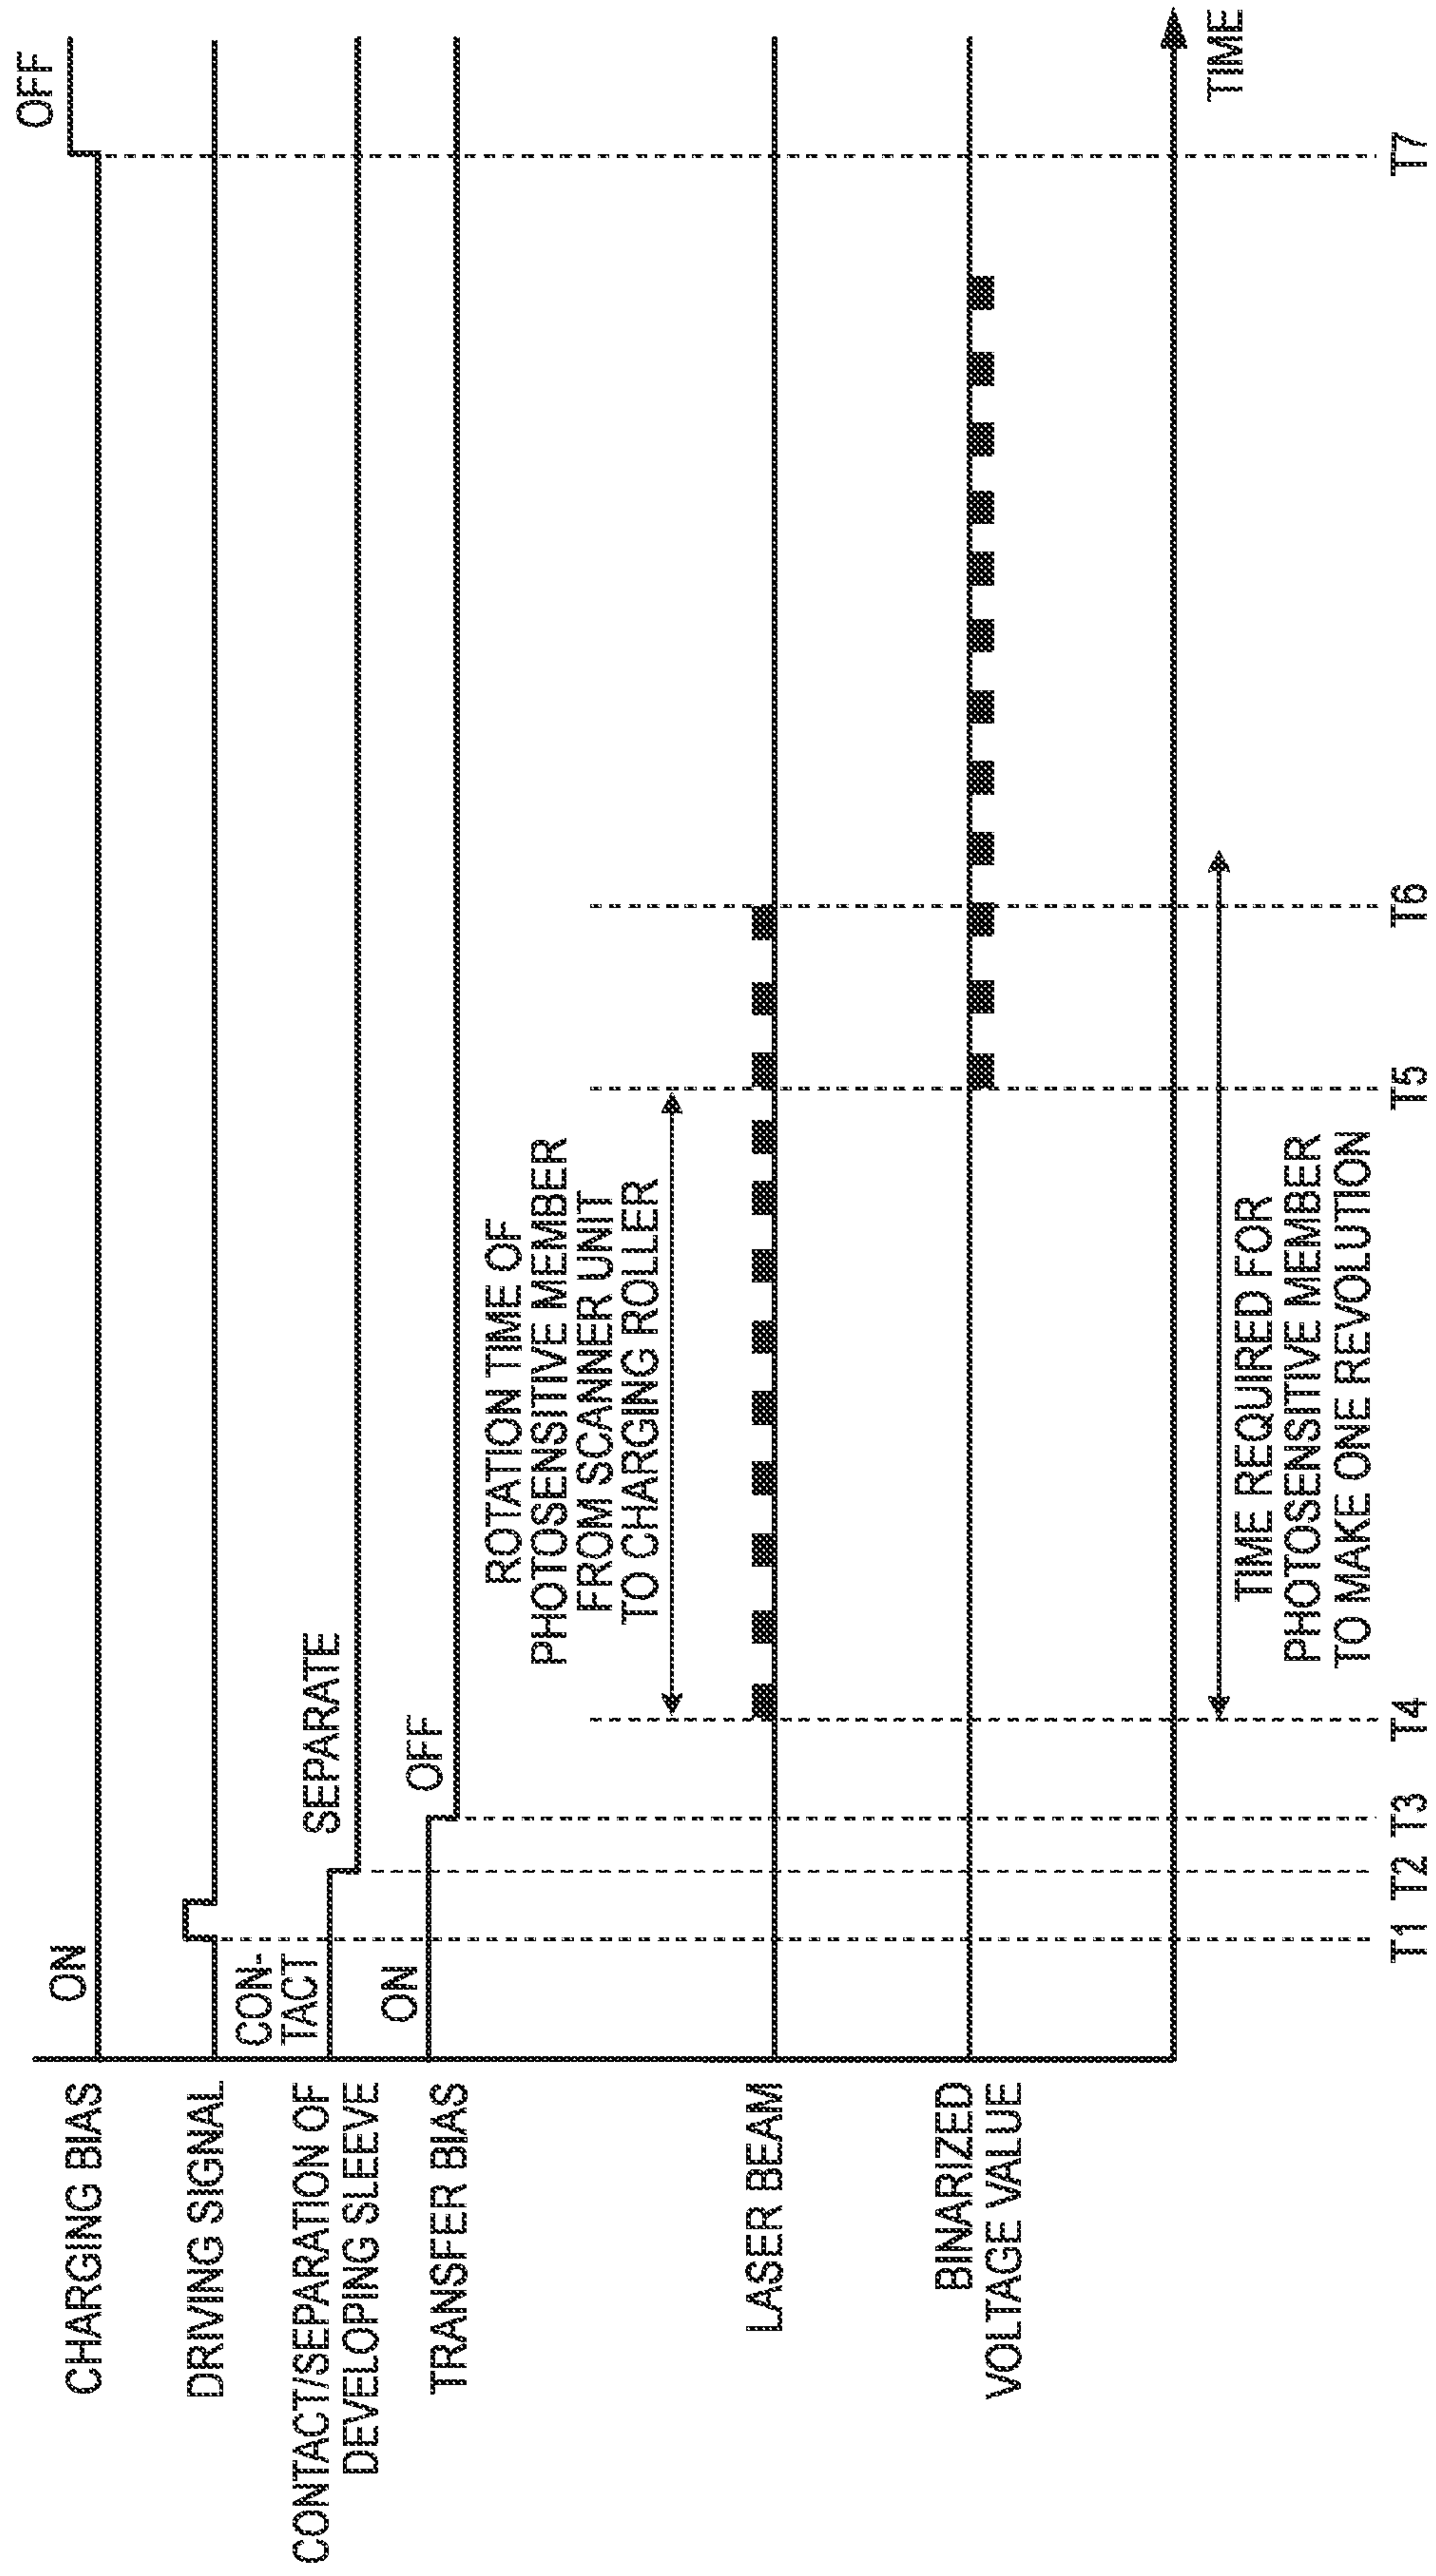 CHARGING BIAS
ON
OFF
DRIVING SIGNAL
CONTACT/SEPARATION OF
DEVELOPING SLEEVE
CON-
TACT
SEPARATE
TRANSFER BIAS
ON
OFF
ROTATION TIME OF
PHOTOSENSITIVE MEMBER
FROM SCANNER UNIT
TO CHARGING ROLLER
LASER BEAM
BINARIZED
VOLTAGE VALUE
TIME
TIME REQUIRED FOR
PHOTOSENSITIVE MEMBER
TO MAKE ONE REVOLUTION
T1 T2 T3 T4 T5 T6 T7